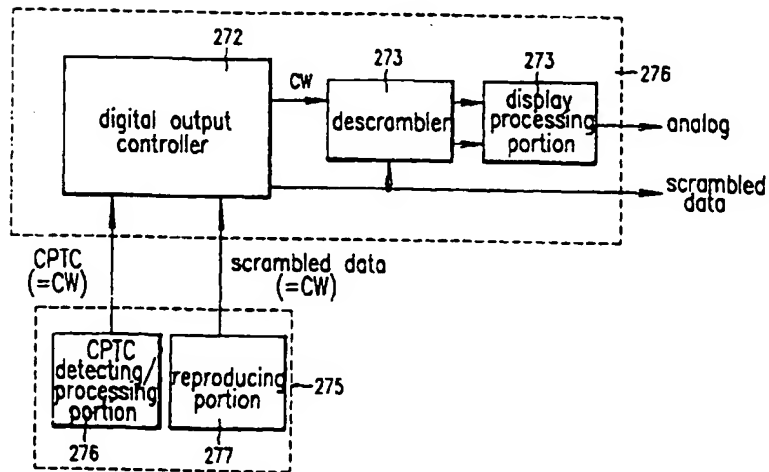 272
273
273
276
CW
digital output
controller
descrambler
display
processing
portion
analog
scrambled
data
CPTC
(=CW)
scrambled data
(=CW)
CPTC
detecting/
processing
portion
reproducing
portion
275
276
277